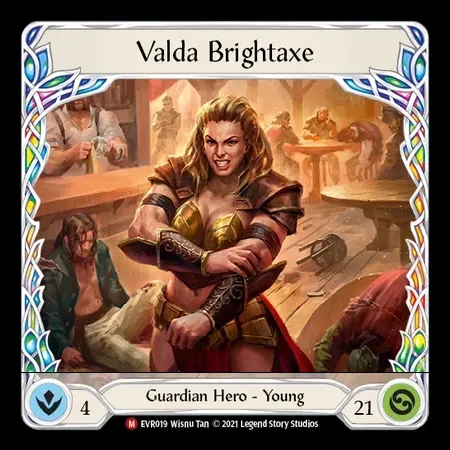 Valda Brightaxe
Guardian Hero - Young
4
21
M EVR019 Wisnu Tan © 2021 Legend Story Studios